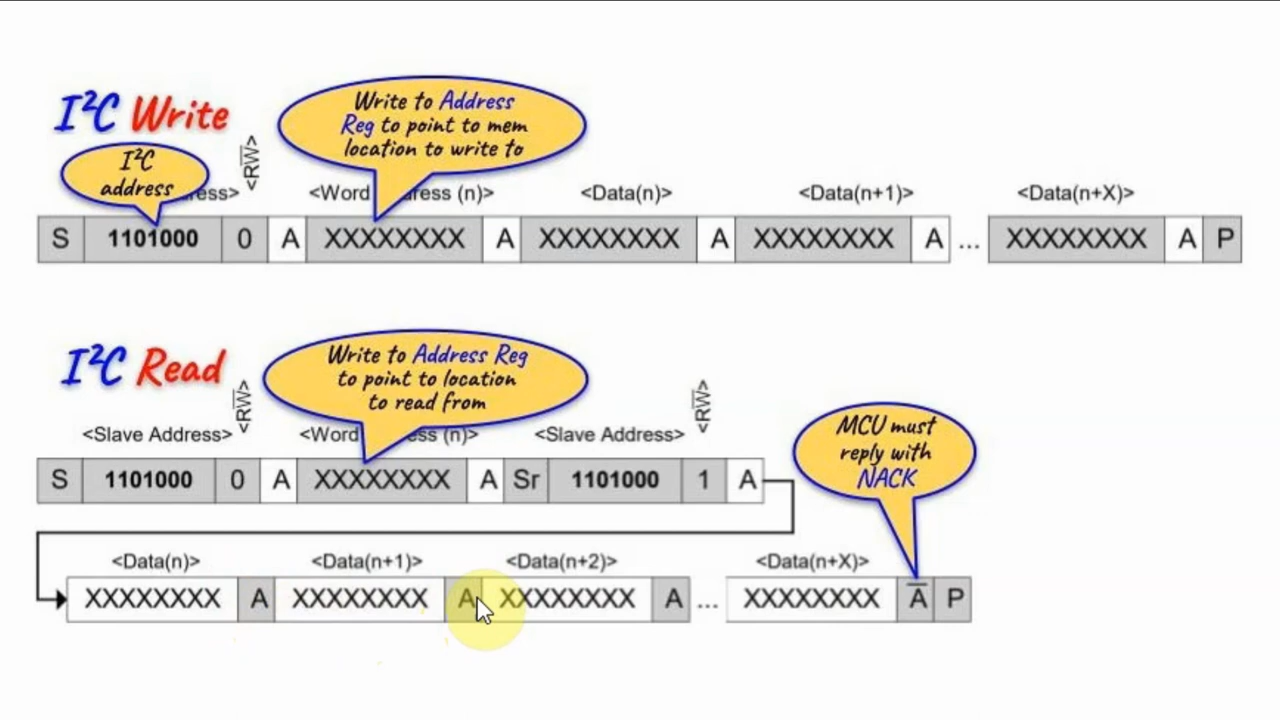 I²C Write
I²C
address
<RW̅>
Write to Address
Reg to point to mem
location to write to
ress>
<Word
ress (n)>
<Data(n)>
<Data(n+1)>
<Data(n+X)>
S 1101000 0 A XXXXXXXX A XXXXXXXX A XXXXXXXX A ... XXXXXXXX A P
I²C Read
<RW̅>
Write to Address Reg
to point to location
to read from
<RW̅>
<Slave Address>
<Word
ess (n)>
<Slave Address>
MCU must
reply with
NACK
S 1101000 0 A XXXXXXXX A Sr 1101000 1 A
<Data(n)> <Data(n+1)> <Data(n+2)> <Data(n+X)>
XXXXXXXX A XXXXXXXX A XXXXXXXX A ... XXXXXXXX A̅ P